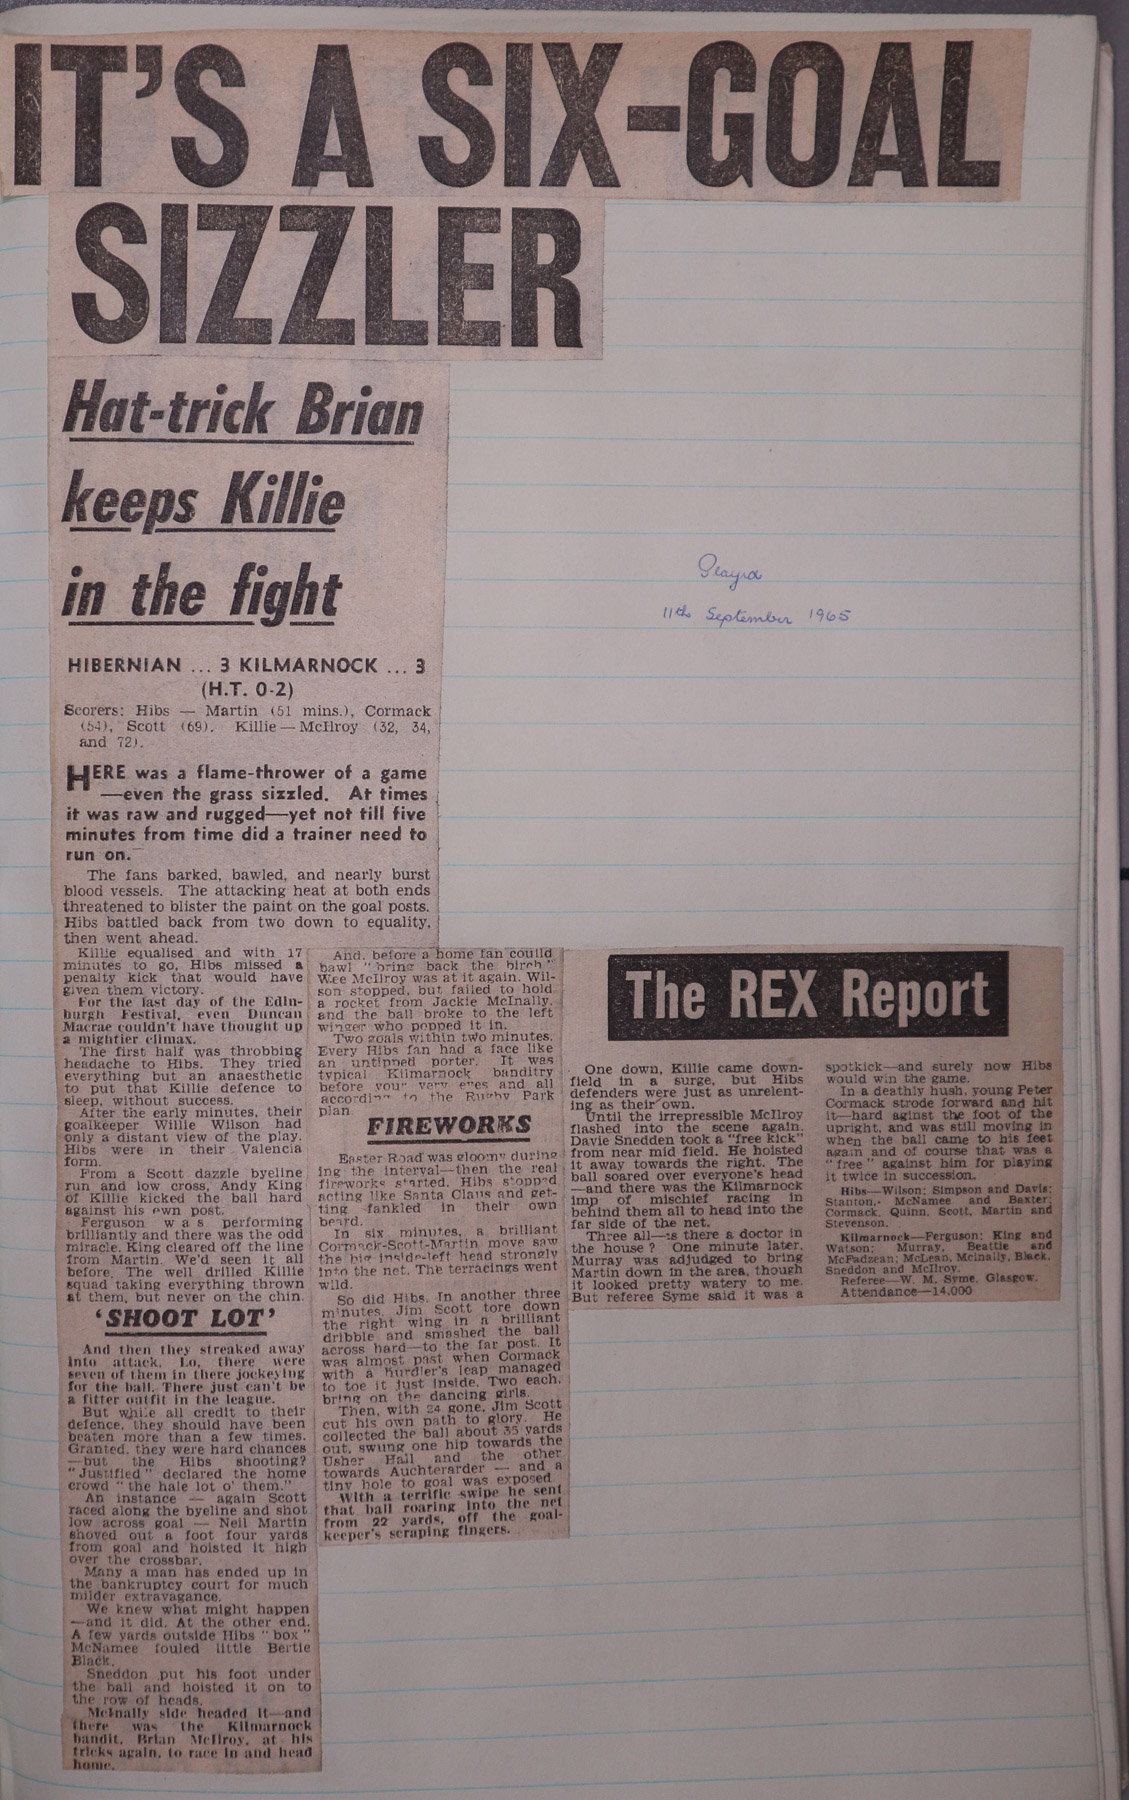 IT'S A SIX-GOAL
SIZZLER
Hat-trick Brian
keeps Killie
in the fight
Played
11th September 1965
HIBERNIAN ... 3 KILMARNOCK ... 3
(H.T. 0-2)
Scorers: Hibs — Martin (51 mins.), Cormack
(54), Scott (69). Killie — McIlroy (32, 34,
and 72).
HERE was a flame-thrower of a game
—even the grass sizzled. At times
it was raw and rugged—yet not till five
minutes from time did a trainer need to
run on.
The fans barked, bawled, and nearly burst
blood vessels. The attacking heat at both ends
threatened to blister the paint on the goal posts.
Hibs battled back from two down to equality,
then went ahead.
Killie equalised and with 17
minutes to go, Hibs missed a
penalty kick that would have
given them victory.
For the last day of the Edin-
burgh Festival, even Duncan
Macrae couldn't have thought up
a mightier climax.
The first half was throbbing
headache to Hibs. They tried
everything but an anaesthetic
to put that Killie defence to
sleep, without success.
After the early minutes, their
goalkeeper Willie Wilson had
only a distant view of the play.
Hibs were in their Valencia
form.
From a Scott dazzle byeline
run and low cross, Andy King
of Killie kicked the ball hard
against his own post.
Ferguson was performing
brilliantly and there was the odd
miracle. King cleared off the line
from Martin. We'd seen it all
before. The well drilled Killie
squad taking everything thrown
at them, but never on the chin.
'SHOOT LOT'
And then they streaked away
into attack. Lo, there were
seven of them in there jockeying
for the ball. There just can't be
a fitter outfit in the league.
But while all credit to their
defence, they should have been
beaten more than a few times.
Granted, they were hard chances
—but the Hibs shooting?
"Justified" declared the home
crowd "the hale lot o' them."
An instance — again Scott
raced along the byeline and shot
low across goal — Neil Martin
shoved out a foot four yards
from goal and hoisted it high
over the crossbar.
Many a man has ended up in
the bankruptcy court for much
milder extravagance.
We knew what might happen
—and it did. At the other end.
A few yards outside Hibs "box"
McNamee fouled little Bertie
Black.
Sneddon put his foot under
the ball and hoisted it on to
the row of heads.
McInally side headed it—and
there was the Kilmarnock
bandit, Brian McIlroy, at his
tricks again, to race in and head
home.
And, before a home fan could
bawl "bring back the birch"
Wee McIlroy was at it again. Wil-
son stopped, but failed to hold
a rocket from Jackie McInally,
and the ball broke to the left
winger who popped it in.
Two goals within two minutes.
Every Hibs fan had a face like
an untipped porter. It was
typical Kilmarnock banditry
before your very eyes and all
according to the Rugby Park
plan.
FIREWORKS
Easter Road was gloomy during
ing the interval—then the real
fireworks started. Hibs stopped
acting like Santa Claus and get-
ting fankled in their own
beard.
In six minutes, a brilliant
Cormack-Scott-Martin move saw
the big inside-left head strongly
into the net. The terracings went
wild.
So did Hibs. In another three
minutes, Jim Scott tore down
the right wing in a brilliant
dribble and smashed the ball
across hard—to the far post. It
was almost past when Cormack
with a hurdler's leap managed
to toe it just inside. Two each,
bring on the dancing girls.
Then, with 24 gone, Jim Scott
cut his own path to glory. He
collected the ball about 35 yards
out, swung one hip towards the
Usher Hall and the other
towards Auchterarder — and a
tiny hole to goal was exposed.
With a terrific swipe he sent
that ball roaring into the net
from 22 yards, off the goal-
keeper's scraping fingers.
The REX Report
One down, Killie came down-
field in a surge, but Hibs
defenders were just as unrelent-
ing as their own.
Until the irrepressible McIlroy
flashed into the scene again.
Davie Snedden took a "free kick"
from near mid field. He hoisted
it away towards the right. The
ball soared over everyone's head
—and there was the Kilmarnock
imp of mischief racing in
behind them all to head into the
far side of the net.
Three all—is there a doctor in
the house? One minute later,
Murray was adjudged to bring
Martin down in the area, though
it looked pretty watery to me.
But referee Syme said it was a
spotkick—and surely now Hibs
would win the game.
In a deathly hush, young Peter
Cormack strode forward and hit
it—hard aginst the foot of the
upright, and was still moving in
when the ball came to his feet
again and of course that was a
"free" against him for playing
it twice in succession.
Hibs—Wilson; Simpson and Davis;
Stanton, McNamee and Baxter;
Cormack, Quinn, Scott, Martin and
Stevenson.
Kilmarnock—Ferguson; King and
Watson; Murray, Beattie and
McFadzean; McLean, McInally, Black,
Sneddon and McIlroy.
Referee—W. M. Syme, Glasgow.
Attendance—14,000